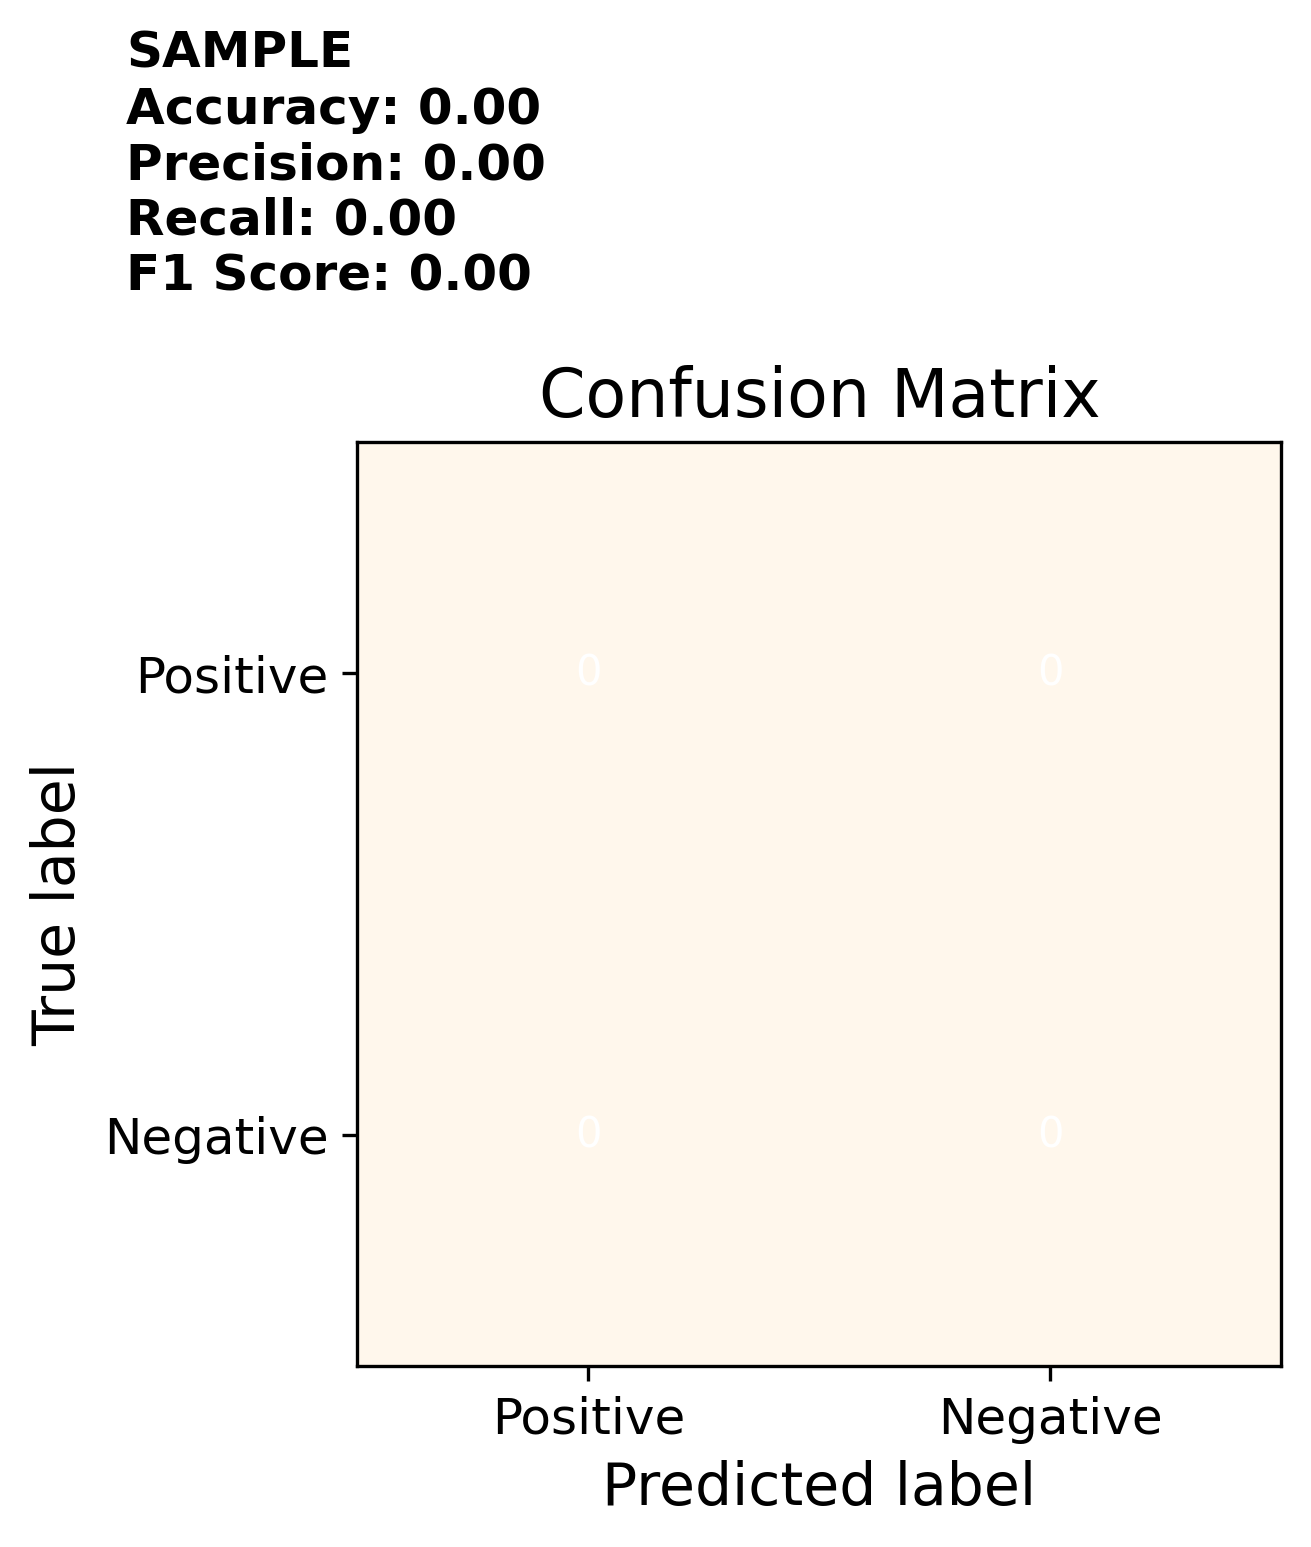 SAMPLE
Accuracy: 0.00
Precision: 0.00
Recall: 0.00
F1 Score: 0.00
Confusion Matrix
True label
Positive
0 0
Negative
0 0
Positive Negative
Predicted label